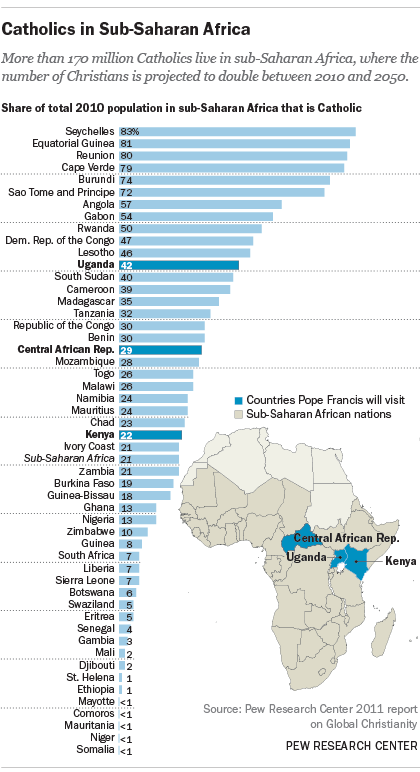 Catholics in Sub-Saharan Africa
More than 170 million Catholics live in sub-Saharan Africa, where the
number of Christians is projected to double between 2010 and 2050.
Share of total 2010 population in sub-Saharan Africa that is Catholic
Seychelles 83%
Equatorial Guinea 81
Reunion 80
Cape Verde 79
Burundi 74
Sao Tome and Principe 72
Angola 57
Gabon 54
Rwanda 50
Dem. Rep. of the Congo 47
Lesotho 46
Uganda 42
South Sudan 40
Cameroon 39
Madagascar 35
Tanzania 32
Republic of the Congo 30
Benin 30
Central African Rep. 29
Mozambique 28
Togo 26
Malawi 26
Namibia 24
Mauritius 24
Chad 23
Kenya 22
Ivory Coast 21
Sub-Saharan Africa 21
Zambia 21
Burkina Faso 19
Guinea-Bissau 18
Ghana 13
Nigeria 13
Zimbabwe 10
Guinea 8
South Africa 7
Liberia 7
Sierra Leone 7
Botswana 6
Swaziland 5
Eritrea 5
Senegal 4
Gambia 3
Mali 2
Djibouti 2
St. Helena 1
Ethiopia 1
Mayotte <1
Comoros <1
Mauritania <1
Niger <1
Somalia <1
Countries Pope Francis will visit
Sub-Saharan African nations
Central African Rep.
Uganda
Kenya
Source: Pew Research Center 2011 report
on Global Christianity
PEW RESEARCH CENTER